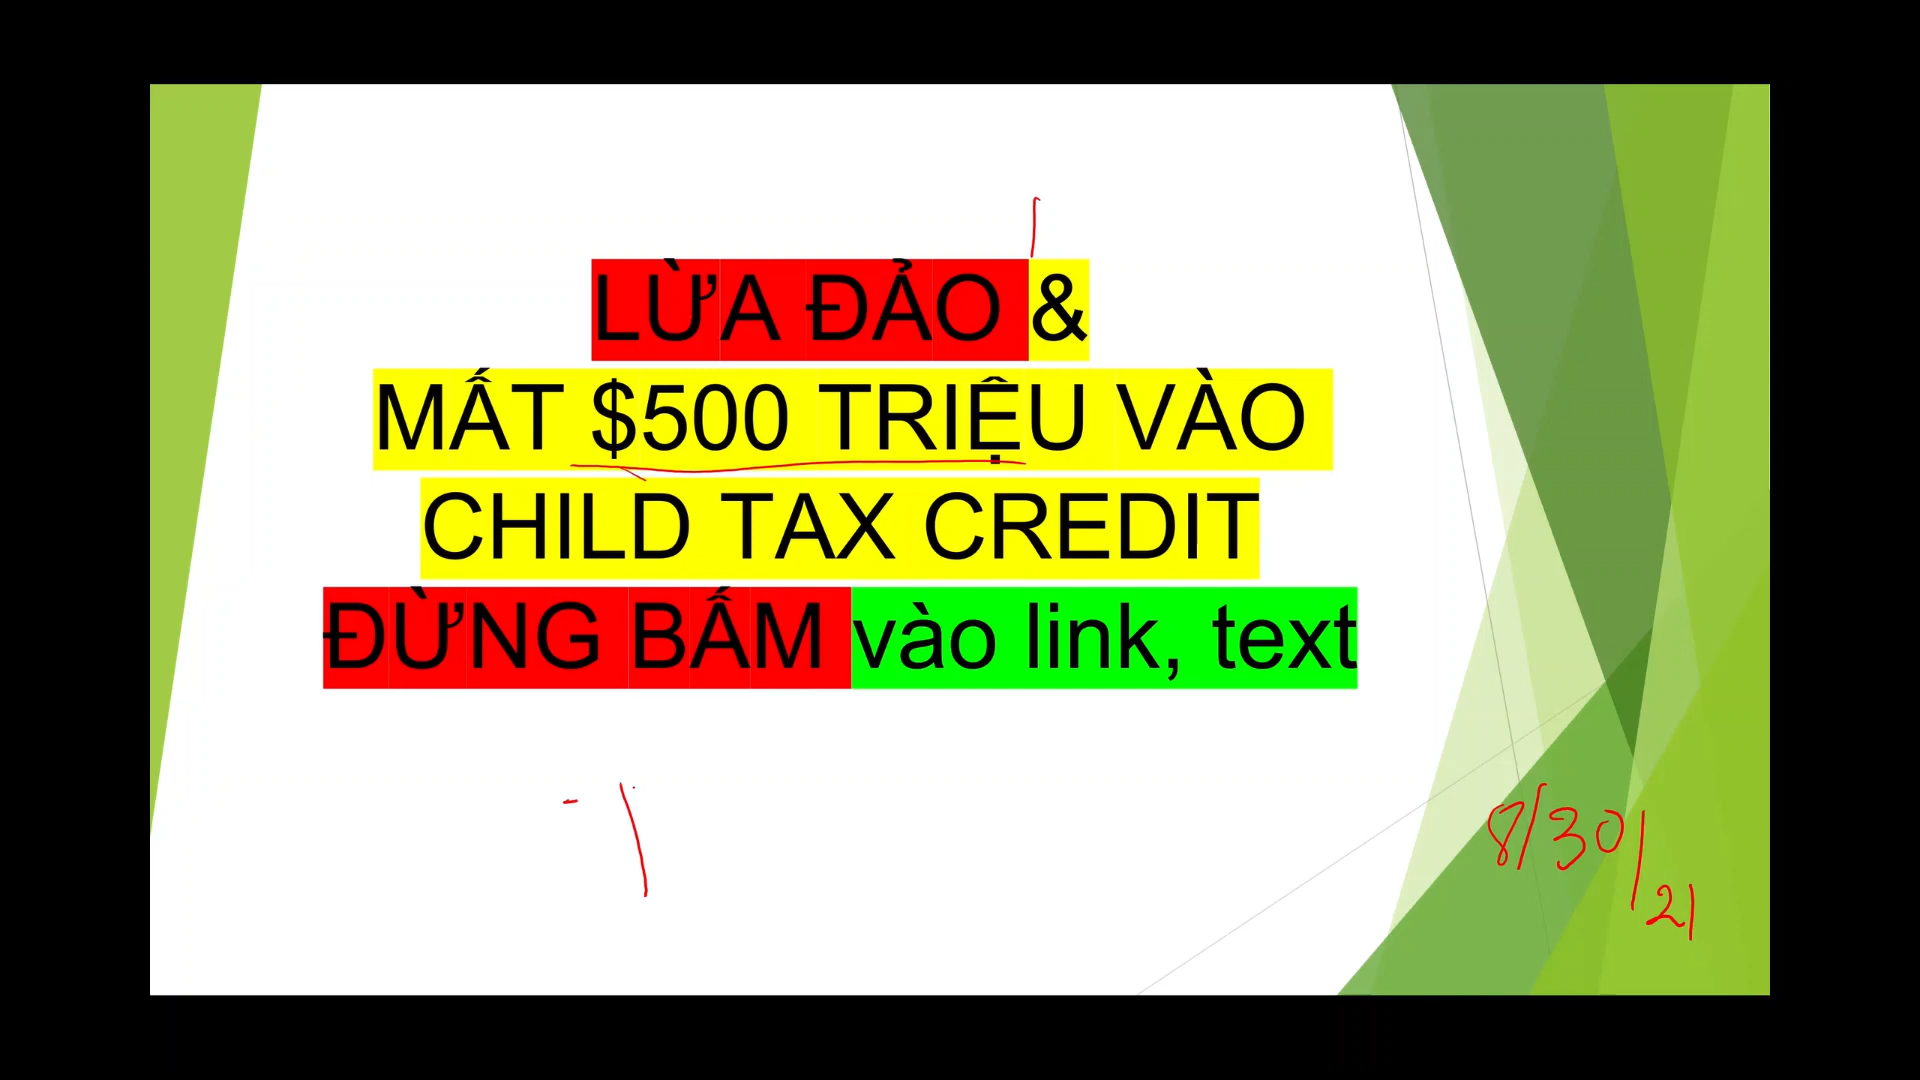 LỪA ĐẢO &
MẤT $500 TRIỆU VÀO
CHILD TAX CREDIT
ĐỪNG BẤM vào link, text
8/30/21